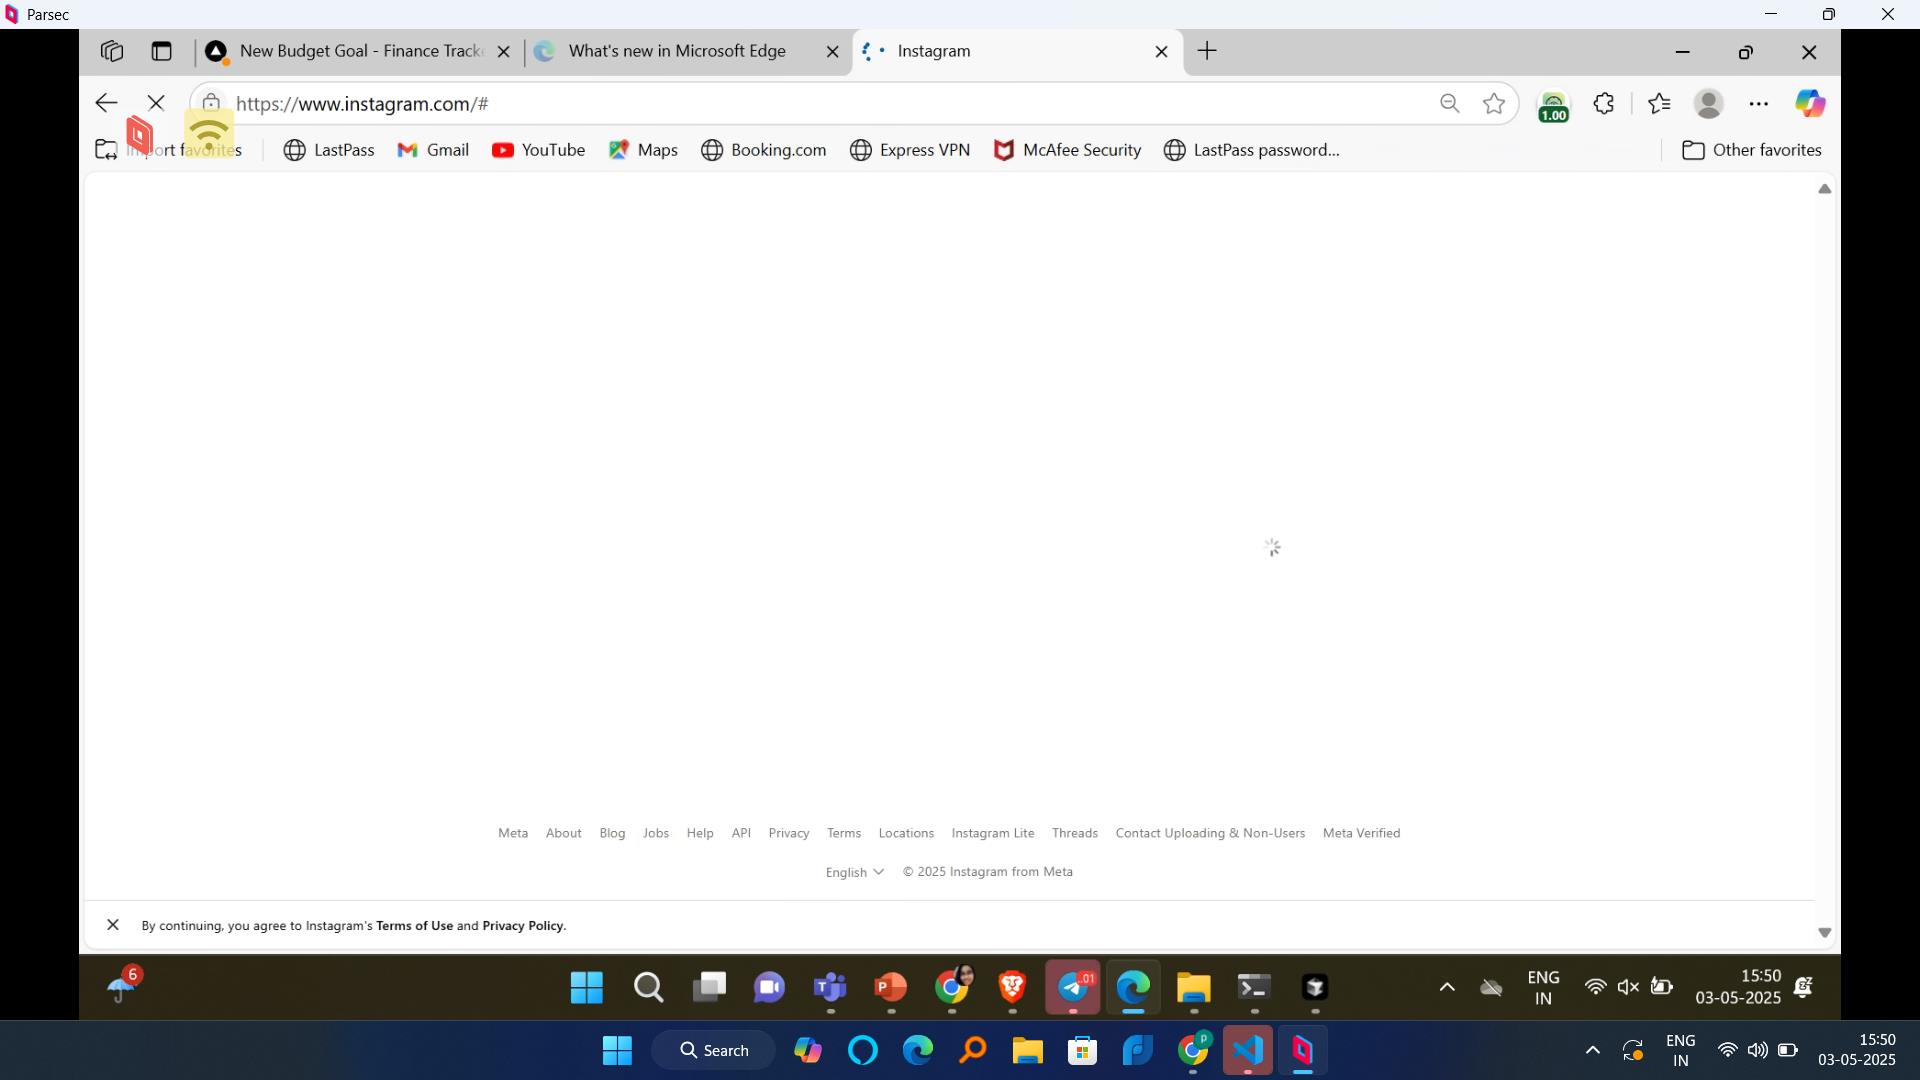 Parsec
New Budget Goal - Finance Track
What's new in Microsoft Edge
Instagram
https://www.instagram.com/#
1.00
Import favorites
LastPass
Gmail
YouTube
Maps
Booking.com
Express VPN
McAfee Security
LastPass password...
Other favorites
Meta About Blog Jobs Help API Privacy Terms Locations Instagram Lite Threads Contact Uploading & Non-Users Meta Verified
English © 2025 Instagram from Meta
By continuing, you agree to Instagram's Terms of Use and Privacy Policy.
6
..01
ENG
IN
15:50
03-05-2025
Search
P
ENG
IN
15:50
03-05-2025